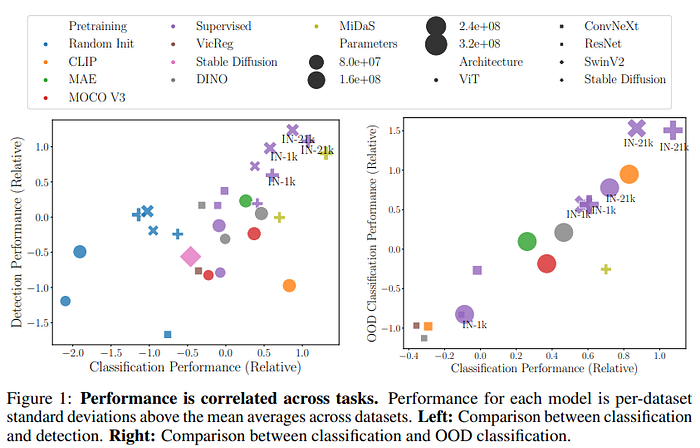 Pretraining
Random Init
CLIP
MAE
MOCO V3
Supervised
VicReg
Stable Diffusion
DINO
MiDaS
Parameters
8.0e+07
1.6e+08
2.4e+08
3.2e+08
Architecture
ViT
ConvNeXt
ResNet
SwinV2
Stable Diffusion
Detection Performance (Relative)
1.0
0.5
0.0
−0.5
−1.0
−1.5
IN-21k
IN-21k
IN-1k
IN-1k
−2.0 −1.5 −1.0 −0.5 0.0 0.5 1.0
Classification Performance (Relative)
OOD Classification Performance (Relative)
1.5
1.0
0.5
0.0
−0.5
−1.0
IN-21k
IN-21k
IN-21k
IN-1k
IN-1k
IN-1k
−0.4 −0.2 0.0 0.2 0.4 0.6 0.8 1.0
Classification Performance (Relative)
Figure 1: Performance is correlated across tasks. Performance for each model is per-dataset
standard deviations above the mean averages across datasets. Left: Comparison between classification
and detection. Right: Comparison between classification and OOD classification.